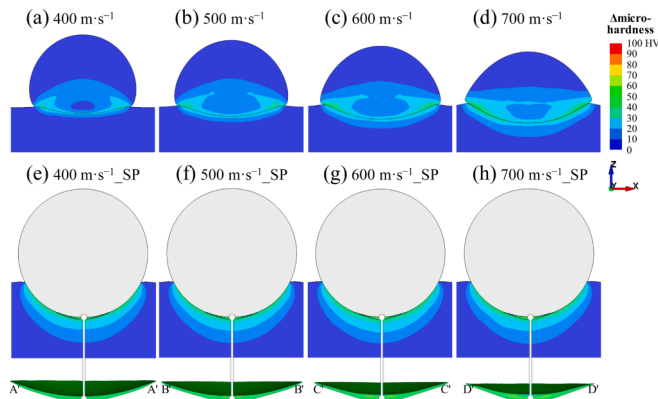 (a) 400 m·s⁻¹ (b) 500 m·s⁻¹ (c) 600 m·s⁻¹ (d) 700 m·s⁻¹
Δmicro-
hardness
100 HV
90
80
70
60
50
40
30
20
10
0
(e) 400 m·s⁻¹_SP (f) 500 m·s⁻¹_SP (g) 600 m·s⁻¹_SP (h) 700 m·s⁻¹_SP
Z
Y X
A' A' B' B' C' C' D' D'